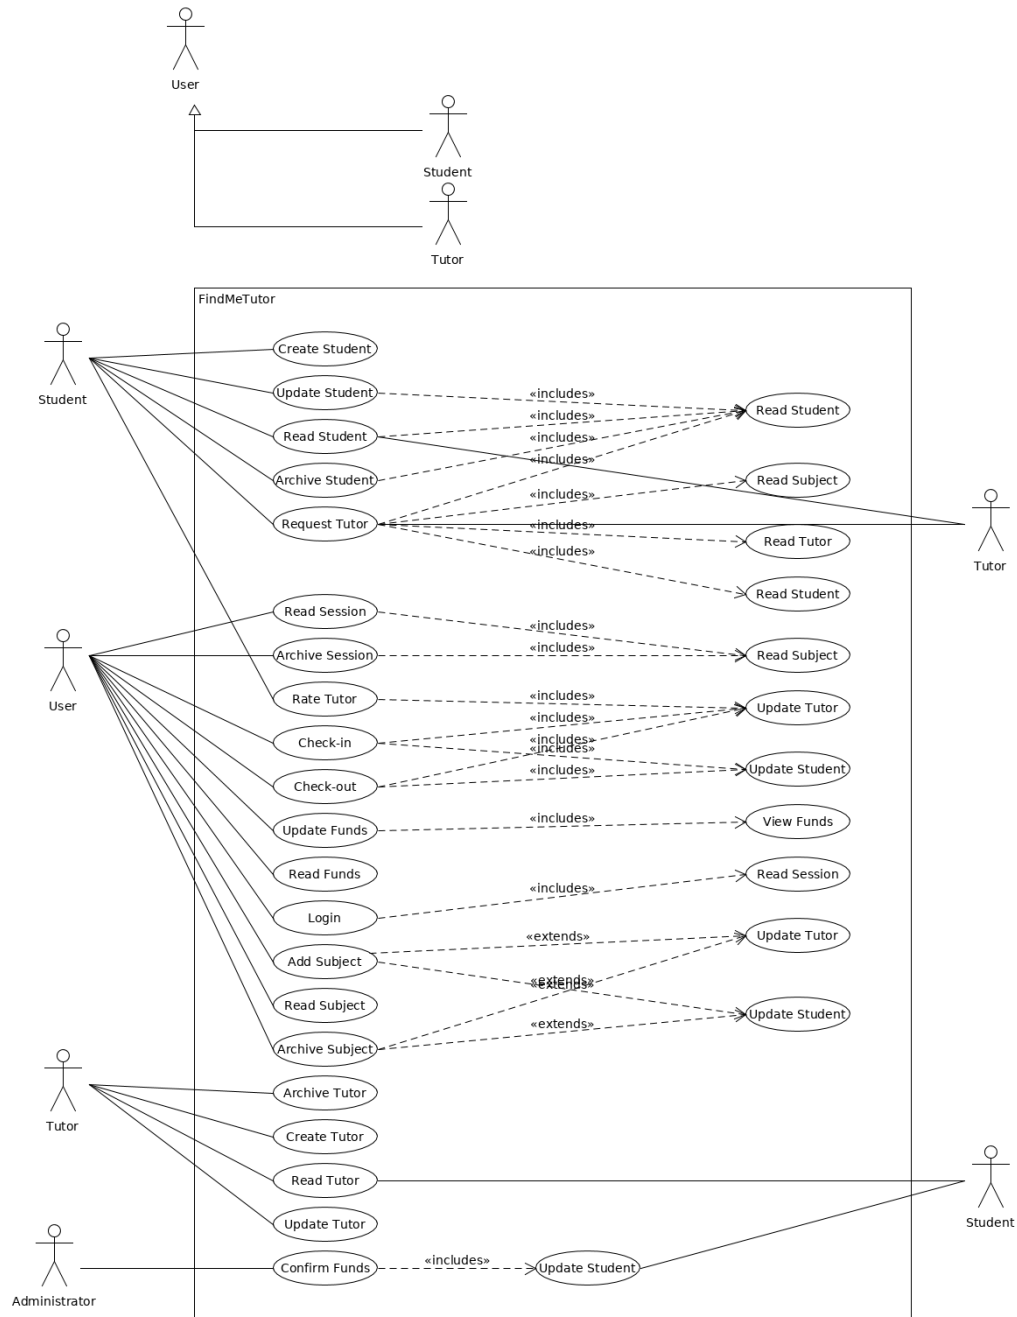 User
Student
Tutor
FindMeTutor
Student
Create Student
Update Student
«includes»
Read Student
Read Student
«includes»
«includes»
Archive Student
«includes»
Read Subject
Request Tutor
«includes»
Tutor
«includes»
Read Tutor
«includes»
Read Student
User
Read Session
«includes»
Archive Session
«includes»
Read Subject
Rate Tutor
«includes»
Update Tutor
«includes»
Check-in
«includes»
«includes»
Check-out
«includes»
Update Student
Update Funds
«includes»
View Funds
Read Funds
Read Session
Login
«includes»
Add Subject
«extends»
Update Tutor
«extends»
«extends»
Read Subject
Update Student
Archive Subject
«extends»
Tutor
Archive Tutor
Create Tutor
Read Tutor
Student
Update Tutor
Administrator
Confirm Funds
«includes»
Update Student